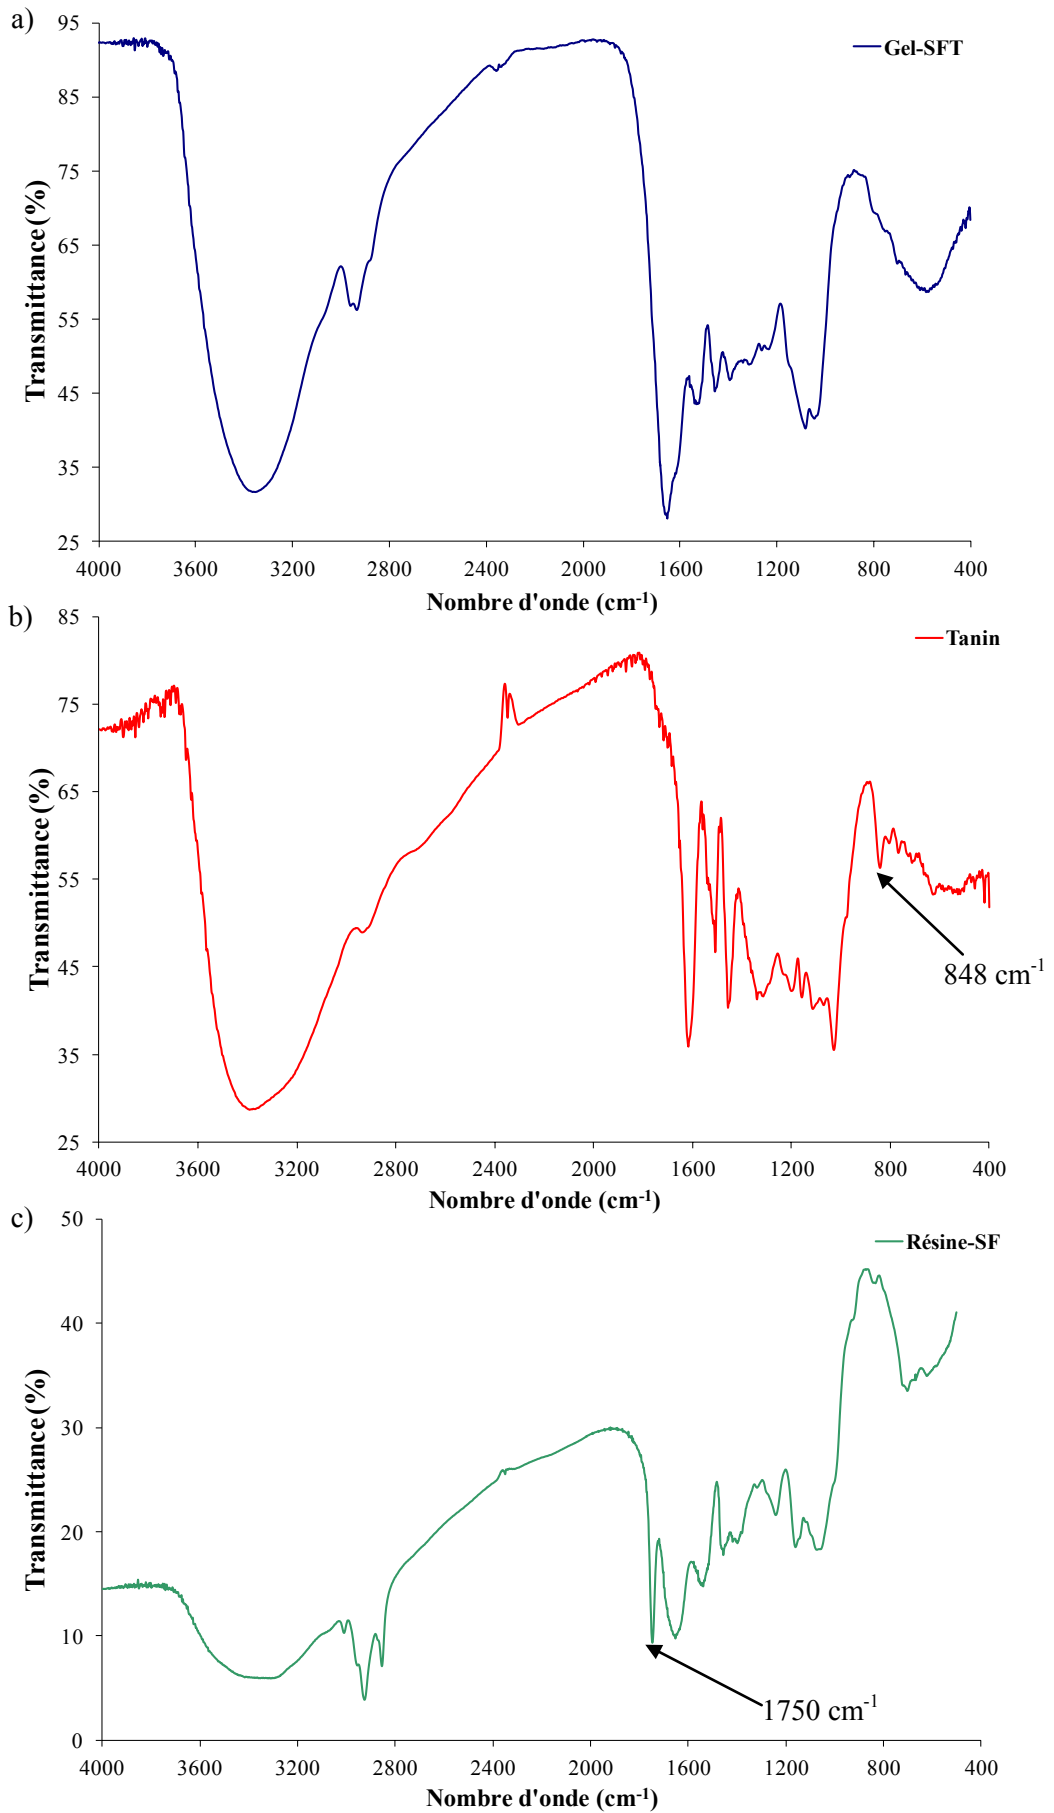 a)
95
85
75
65
55
45
35
25
Transmittance (%)
Gel-SFT
4000 3600 3200 2800 2400 2000 1600 1200 800 400
Nombre d'onde (cm-1)
b)
85
75
65
55
45
35
25
Transmittance (%)
Tanin
848 cm-1
4000 3600 3200 2800 2400 2000 1600 1200 800 400
Nombre d'onde (cm-1)
c)
50
40
30
20
10
0
Transmittance (%)
Résine-SF
1750 cm-1
4000 3600 3200 2800 2400 2000 1600 1200 800 400
Nombre d'onde (cm-1)